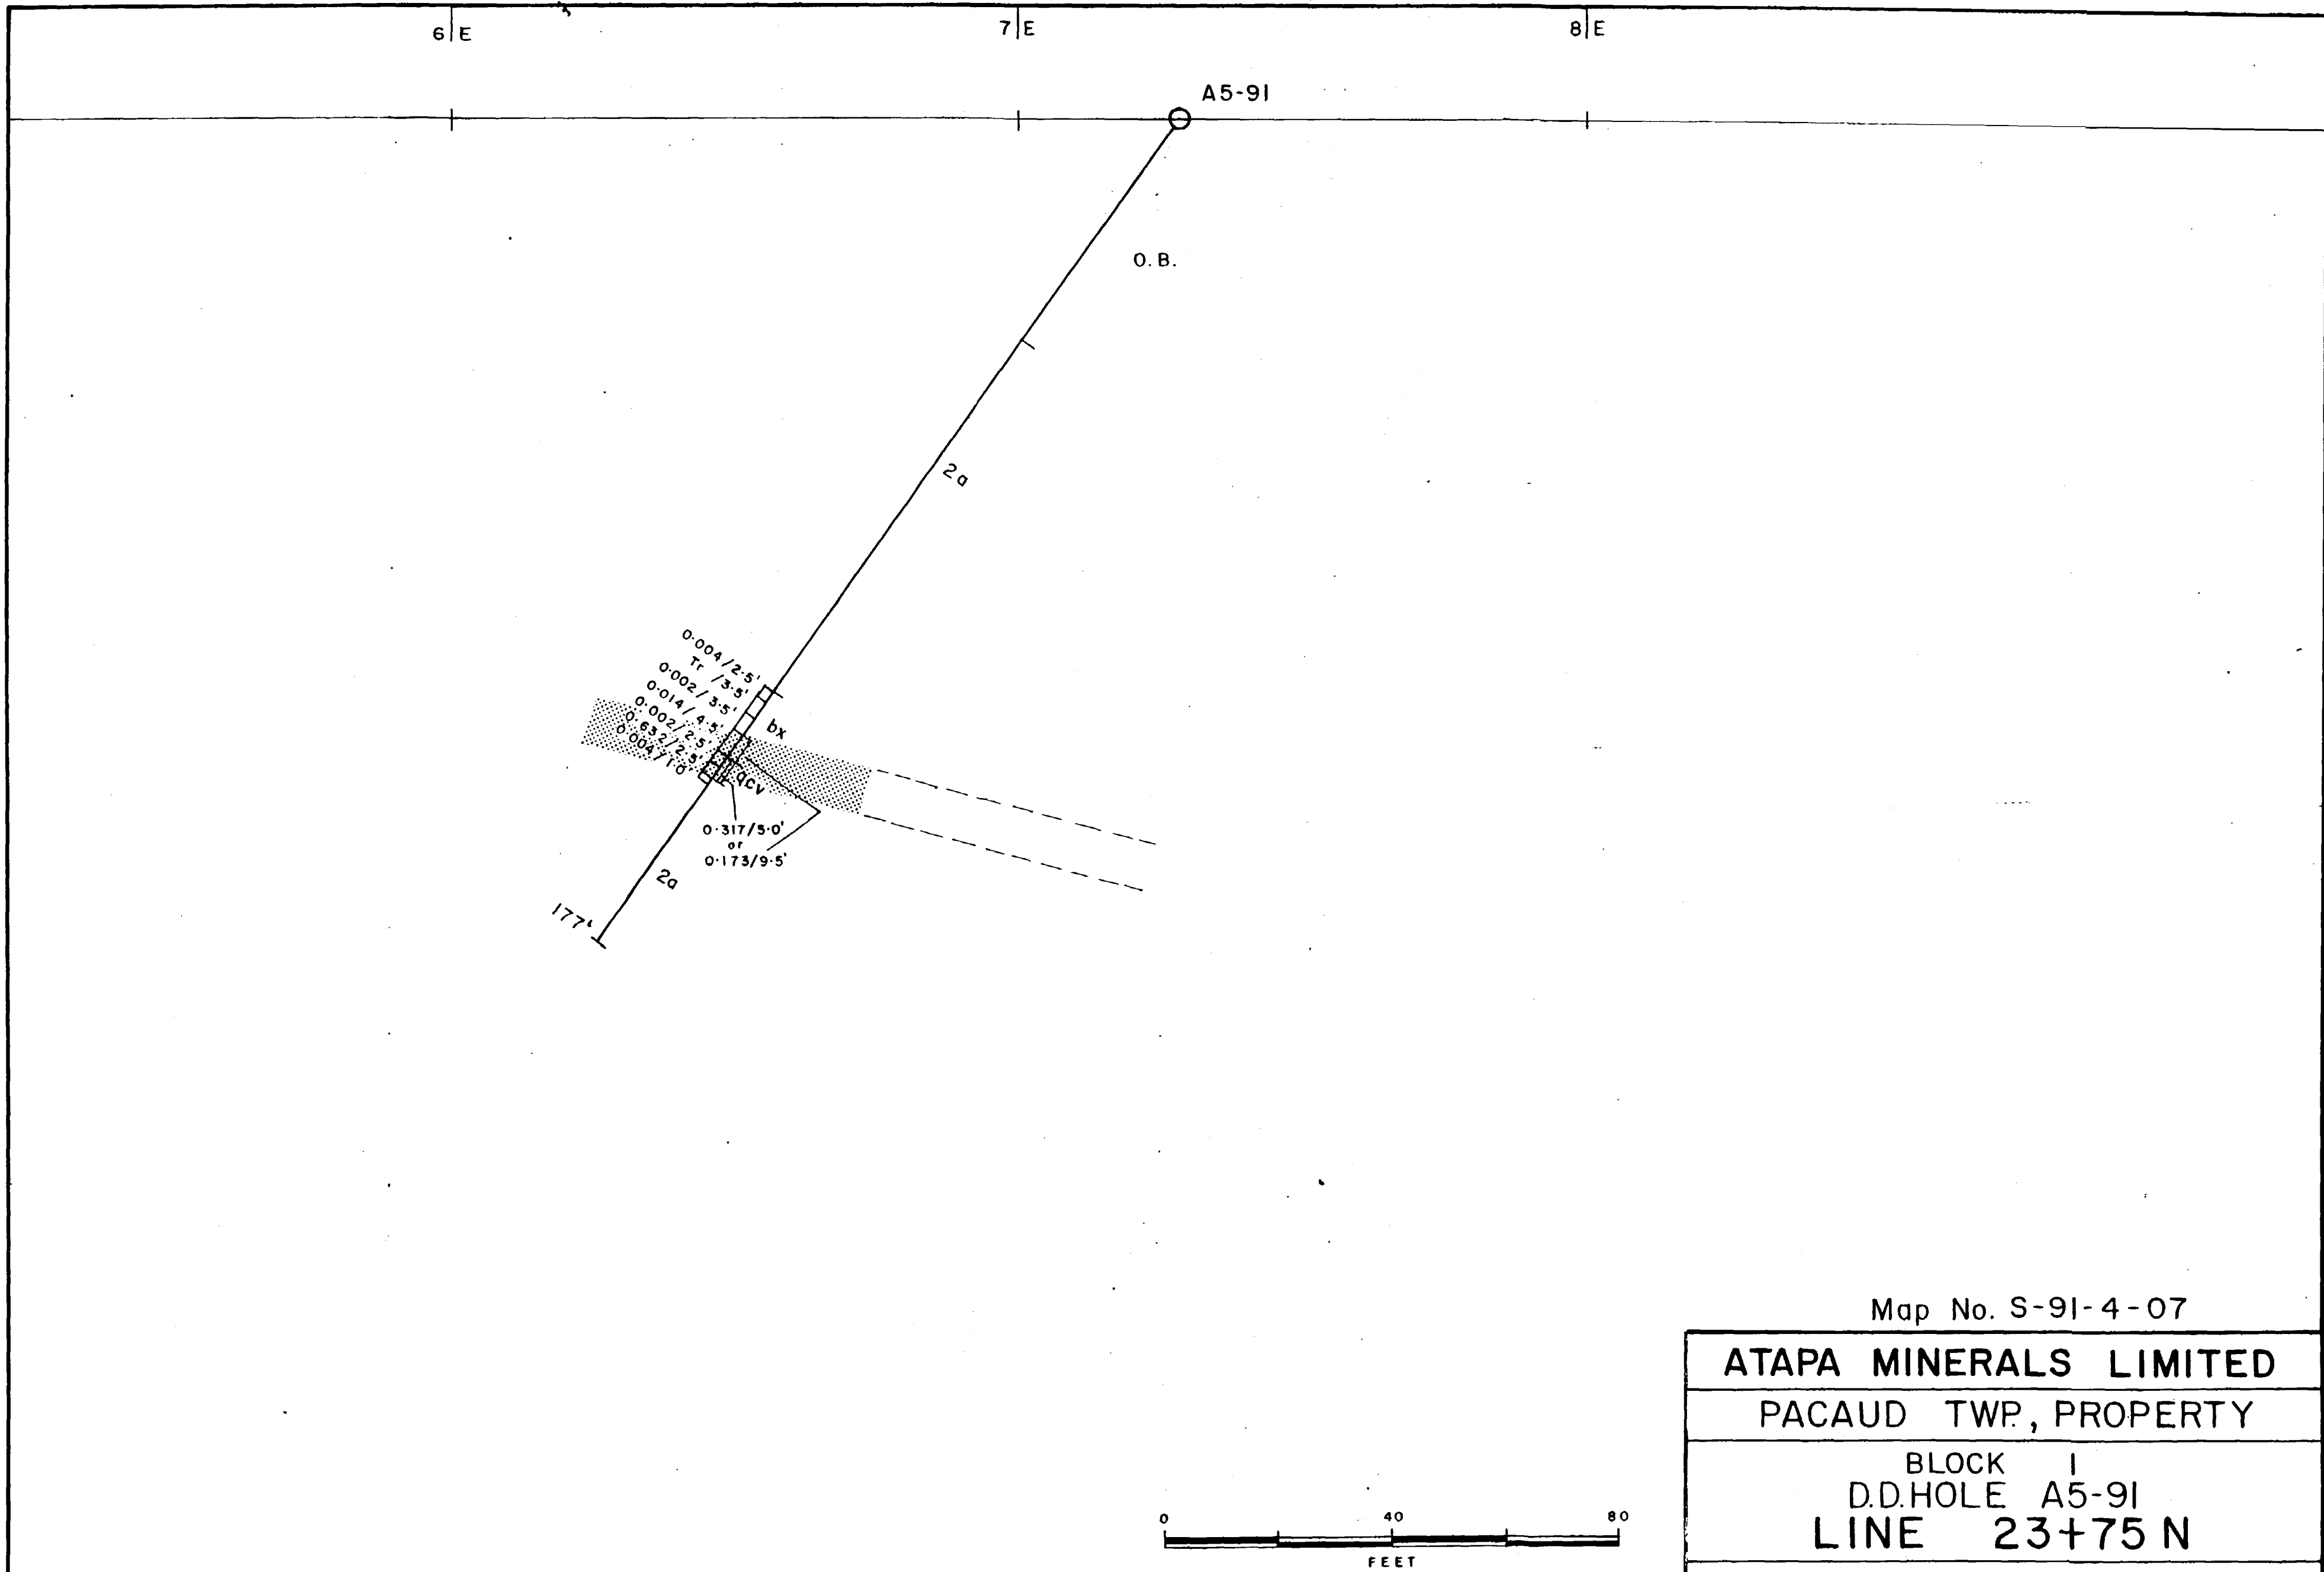 6 E
7 E
8 E
A5-91
O.B.
2a
0.004/2.5'
Tr /3.5'
0.002/3.5'
0.014/4.5'
0.002/2.5'
0.632/2.5'
0.004/1.0'
bx
qcv
0.317/5.0'
or
0.173/9.5'
2a
177'
Map No. S-91-4-07
ATAPA MINERALS LIMITED
PACAUD TWP., PROPERTY
BLOCK 1
D.D.HOLE A5-91
LINE 23+75 N
0 40 80
FEET